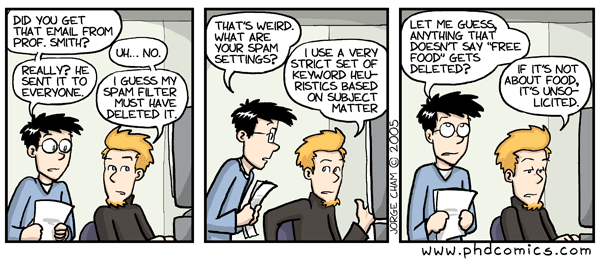 DID YOU GET
THAT EMAIL FROM
PROF. SMITH?
UH... NO.
REALLY? HE
SENT IT TO
EVERYONE.
I GUESS MY
SPAM FILTER
MUST HAVE
DELETED IT.
THAT'S WEIRD.
WHAT ARE
YOUR SPAM
SETTINGS?
I USE A VERY
STRICT SET OF
KEYWORD HEU-
RISTICS BASED
ON SUBJECT
MATTER
JORGE CHAM © 2005
LET ME GUESS,
ANYTHING THAT
DOESN'T SAY "FREE
FOOD" GETS
DELETED?
IF IT'S NOT
ABOUT FOOD,
IT'S UNSO-
LICITED.
www.phdcomics.com